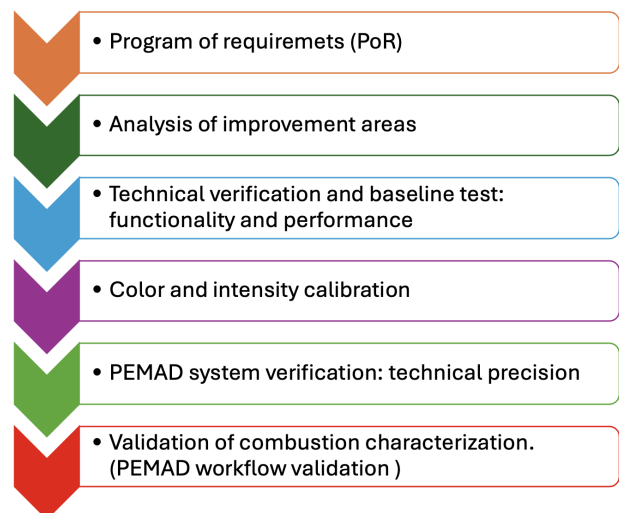 • Program of requiremets (PoR)
• Analysis of improvement areas
• Technical verification and baseline test:
functionality and performance
• Color and intensity calibration
• PEMAD system verification: technical precision
• Validation of combustion characterization.
(PEMAD workflow validation )